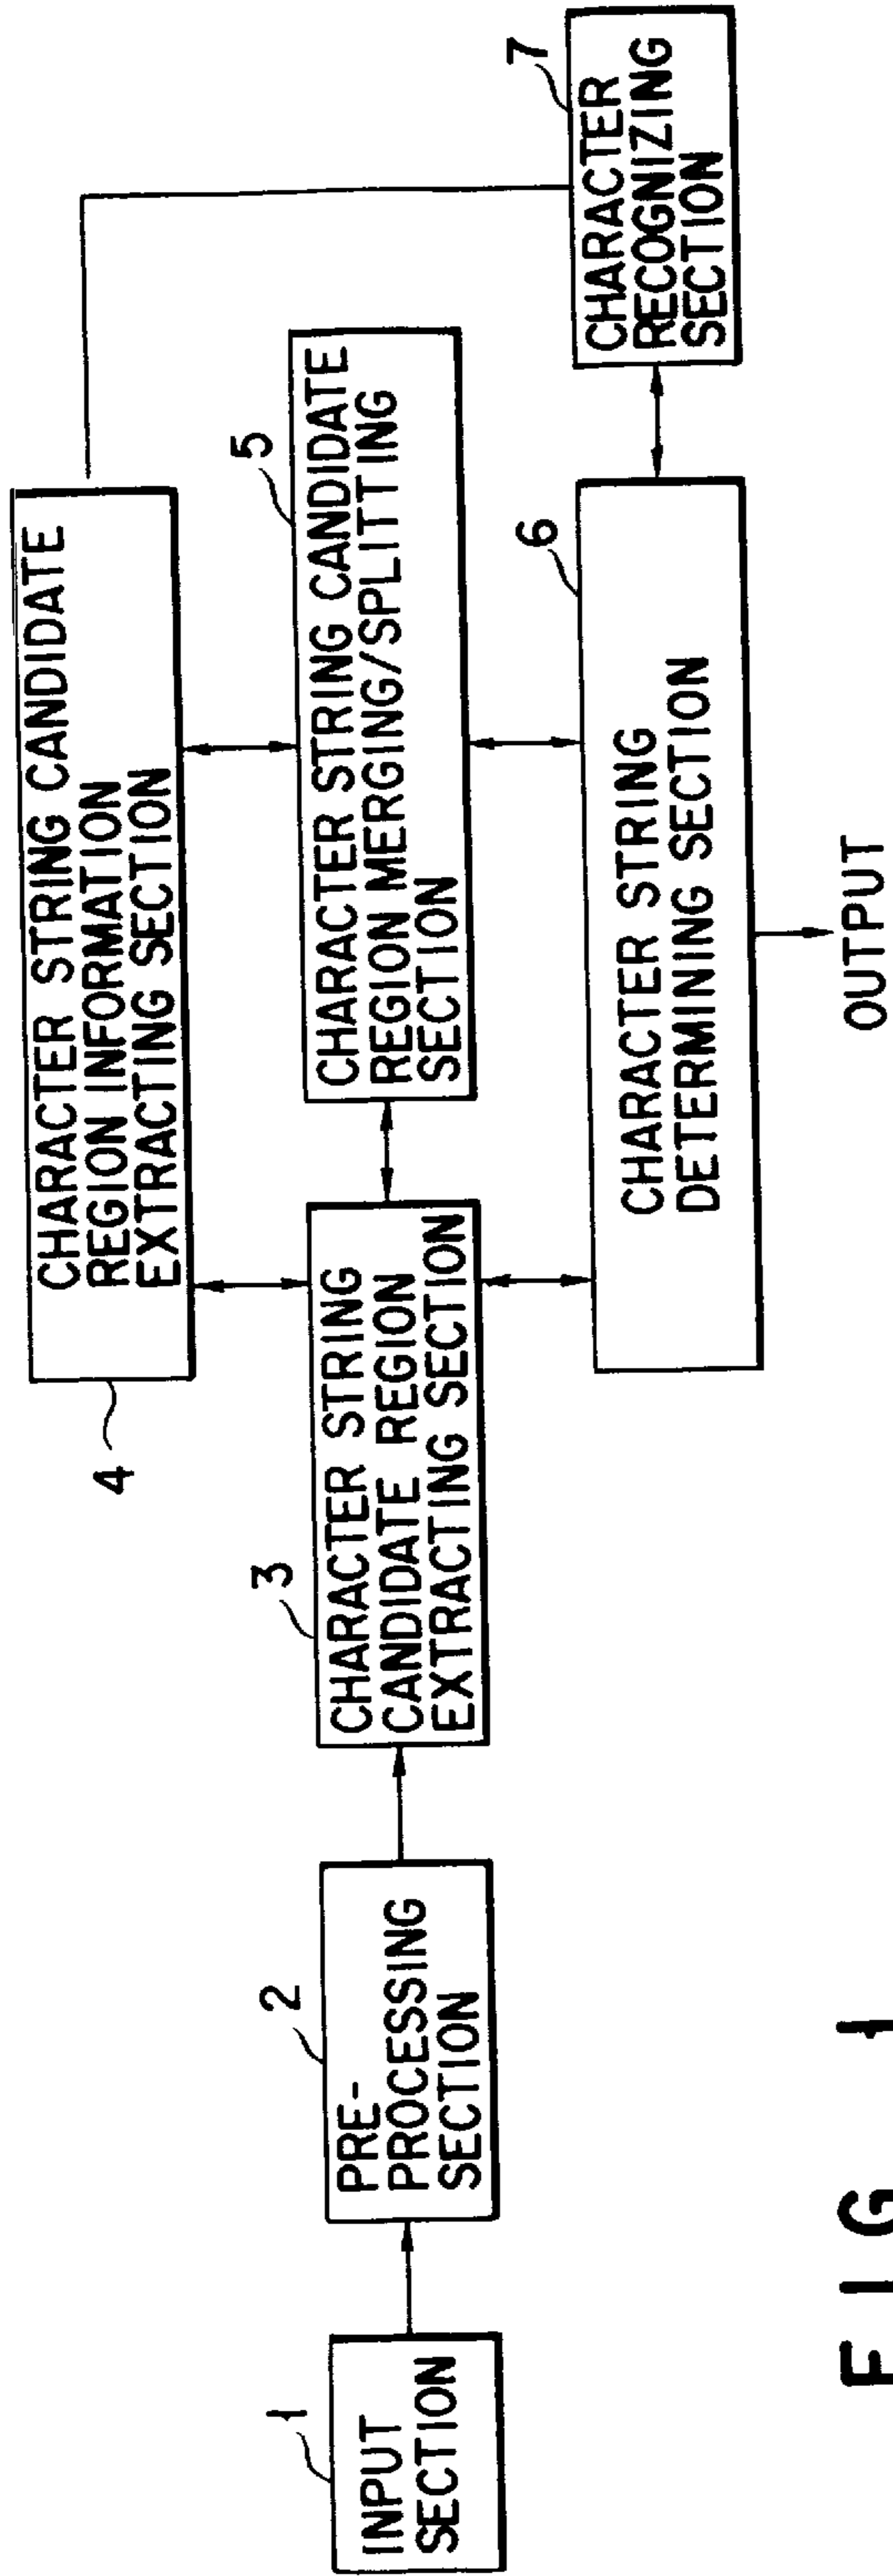 1
INPUT
SECTION
2
PRE-
PROCESSING
SECTION
3
CHARACTER STRING
CANDIDATE REGION
EXTRACTING SECTION
4
CHARACTER STRING CANDIDATE
REGION INFORMATION
EXTRACTING SECTION
5
CHARACTER STRING CANDIDATE
REGION MERGING/SPLITTING
SECTION
6
CHARACTER STRING
DETERMINING SECTION
7
CHARACTER
RECOGNIZING
SECTION
OUTPUT
FIG 1